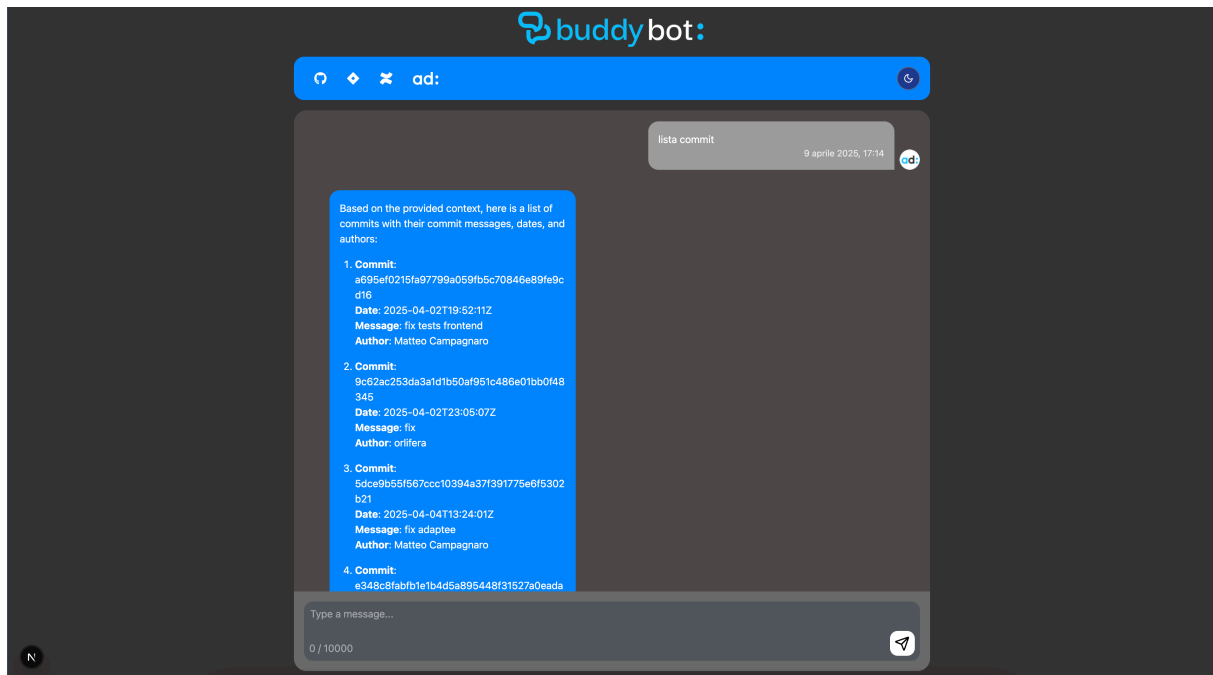 buddybot:
ad:
lista commit
9 aprile 2025, 17:14
ad:
Based on the provided context, here is a list of
commits with their commit messages, dates, and
authors:
1. Commit:
a695ef0215fa97799a059fb5c70846e89fe9c
d16
Date: 2025-04-02T19:52:11Z
Message: fix tests frontend
Author: Matteo Campagnaro
2. Commit:
9c62ac253da3a1d1b50af951c486e01bb0f48
345
Date: 2025-04-02T23:05:07Z
Message: fix
Author: orlifera
3. Commit:
5dce9b55f567ccc10394a37f391775e6f5302
b21
Date: 2025-04-04T13:24:01Z
Message: fix adaptee
Author: Matteo Campagnaro
4. Commit:
e348c8fabfb1e1b4d5a895448f31527a0eada
Type a message...
0 / 10000
N